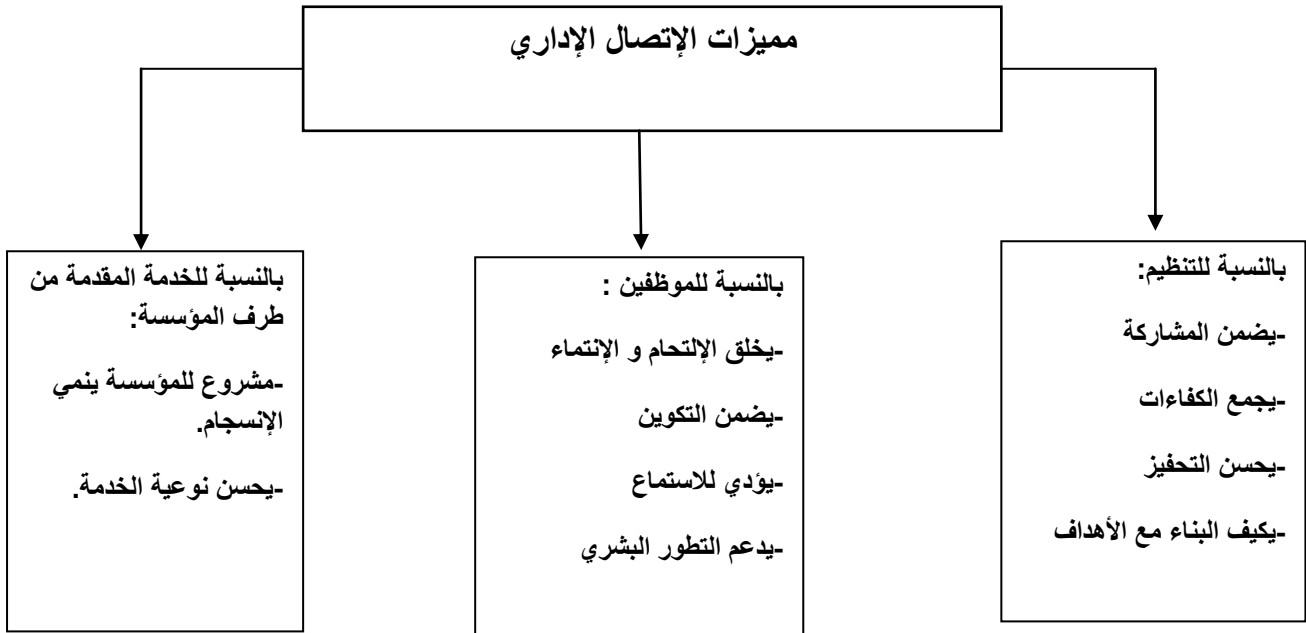 مميزات الإتصال الإداري
بالنسبة للتنظيم:
-يضمن المشاركة
-يجمع الكفاءات
-يحسن التحفيز
-يكيف البناء مع الأهداف
بالنسبة للموظفين :
-يخلق الإلتحام و الإنتماء
-يضمن التكوين
-يؤدي للاستماع
-يدعم التطور البشري
بالنسبة للخدمة المقدمة من
طرف المؤسسة:
-مشروع للمؤسسة ينمي
الإنسجام.
-يحسن نوعية الخدمة.